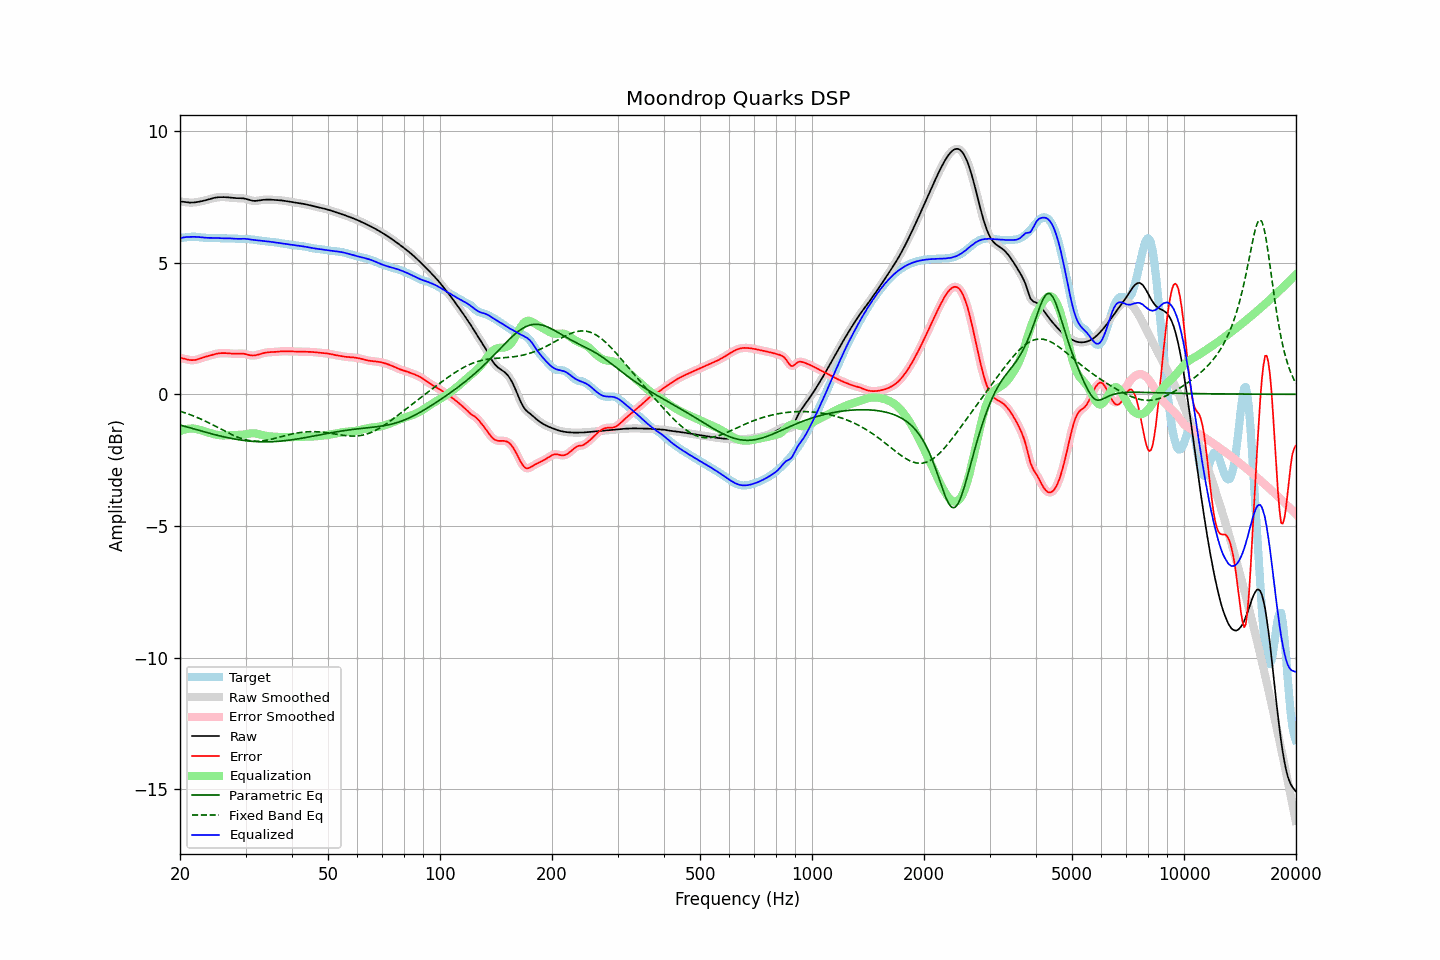 Moondrop Quarks DSP
10
5
0
−5
−10
−15
Amplitude (dBr)
Target
Raw Smoothed
Error Smoothed
Raw
Error
Equalization
Parametric Eq
Fixed Band Eq
Equalized
20 50 100 200 500 1000 2000 5000 10000 20000
Frequency (Hz)